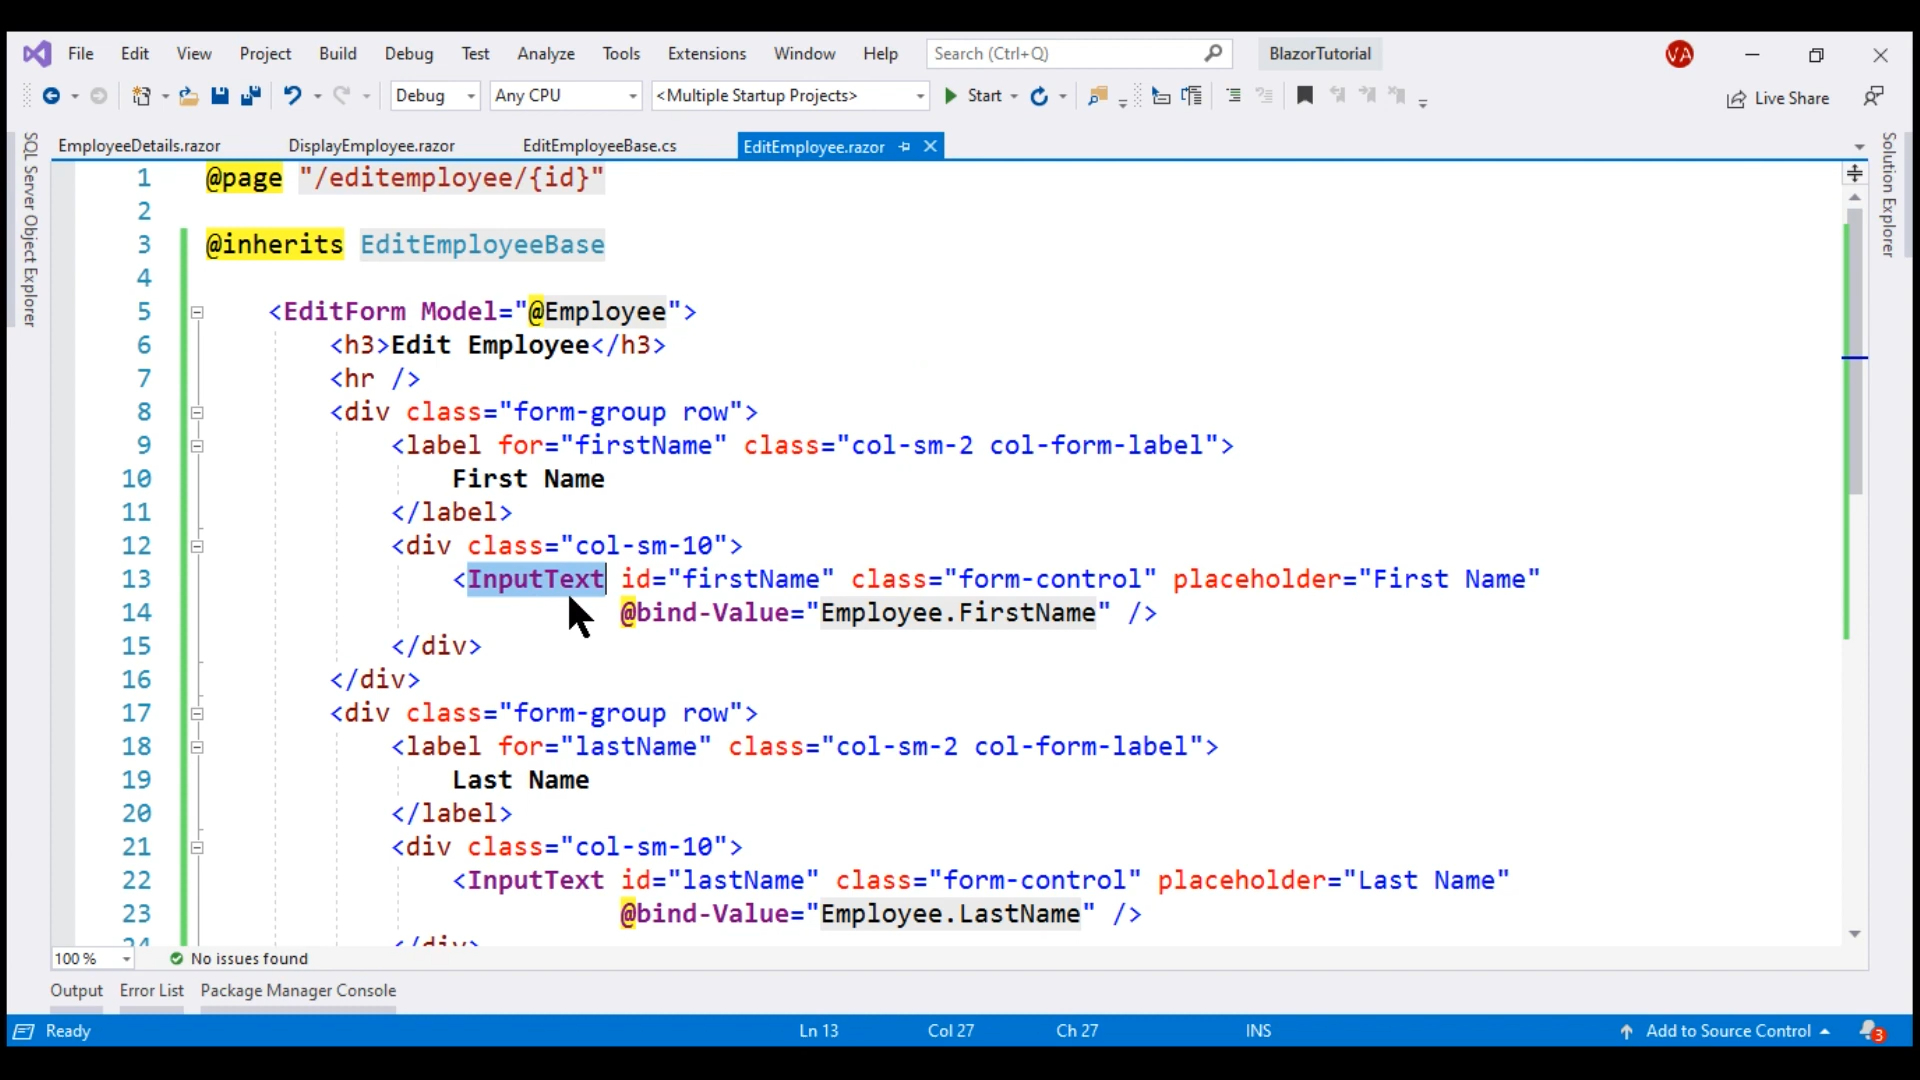 File Edit View Project Build Debug Test Analyze Tools Extensions Window Help Search (Ctrl+Q) BlazorTutorial VA
Debug Any CPU <Multiple Startup Projects> Start Live Share
EmployeeDetails.razor DisplayEmployee.razor EditEmployeeBase.cs EditEmployee.razor
SQL Server Object Explorer
Solution Explorer
1 @page "/editemployee/{id}"
2
3 @inherits EditEmployeeBase
4
5 <EditForm Model="@Employee">
6 <h3>Edit Employee</h3>
7 <hr />
8 <div class="form-group row">
9 <label for="firstName" class="col-sm-2 col-form-label">
10 First Name
11 </label>
12 <div class="col-sm-10">
13 <InputText id="firstName" class="form-control" placeholder="First Name"
14 @bind-Value="Employee.FirstName" />
15 </div>
16 </div>
17 <div class="form-group row">
18 <label for="lastName" class="col-sm-2 col-form-label">
19 Last Name
20 </label>
21 <div class="col-sm-10">
22 <InputText id="lastName" class="form-control" placeholder="Last Name"
23 @bind-Value="Employee.LastName" />
24 </div>
100 % No issues found
Output Error List Package Manager Console
Ready Ln 13 Col 27 Ch 27 INS Add to Source Control 3